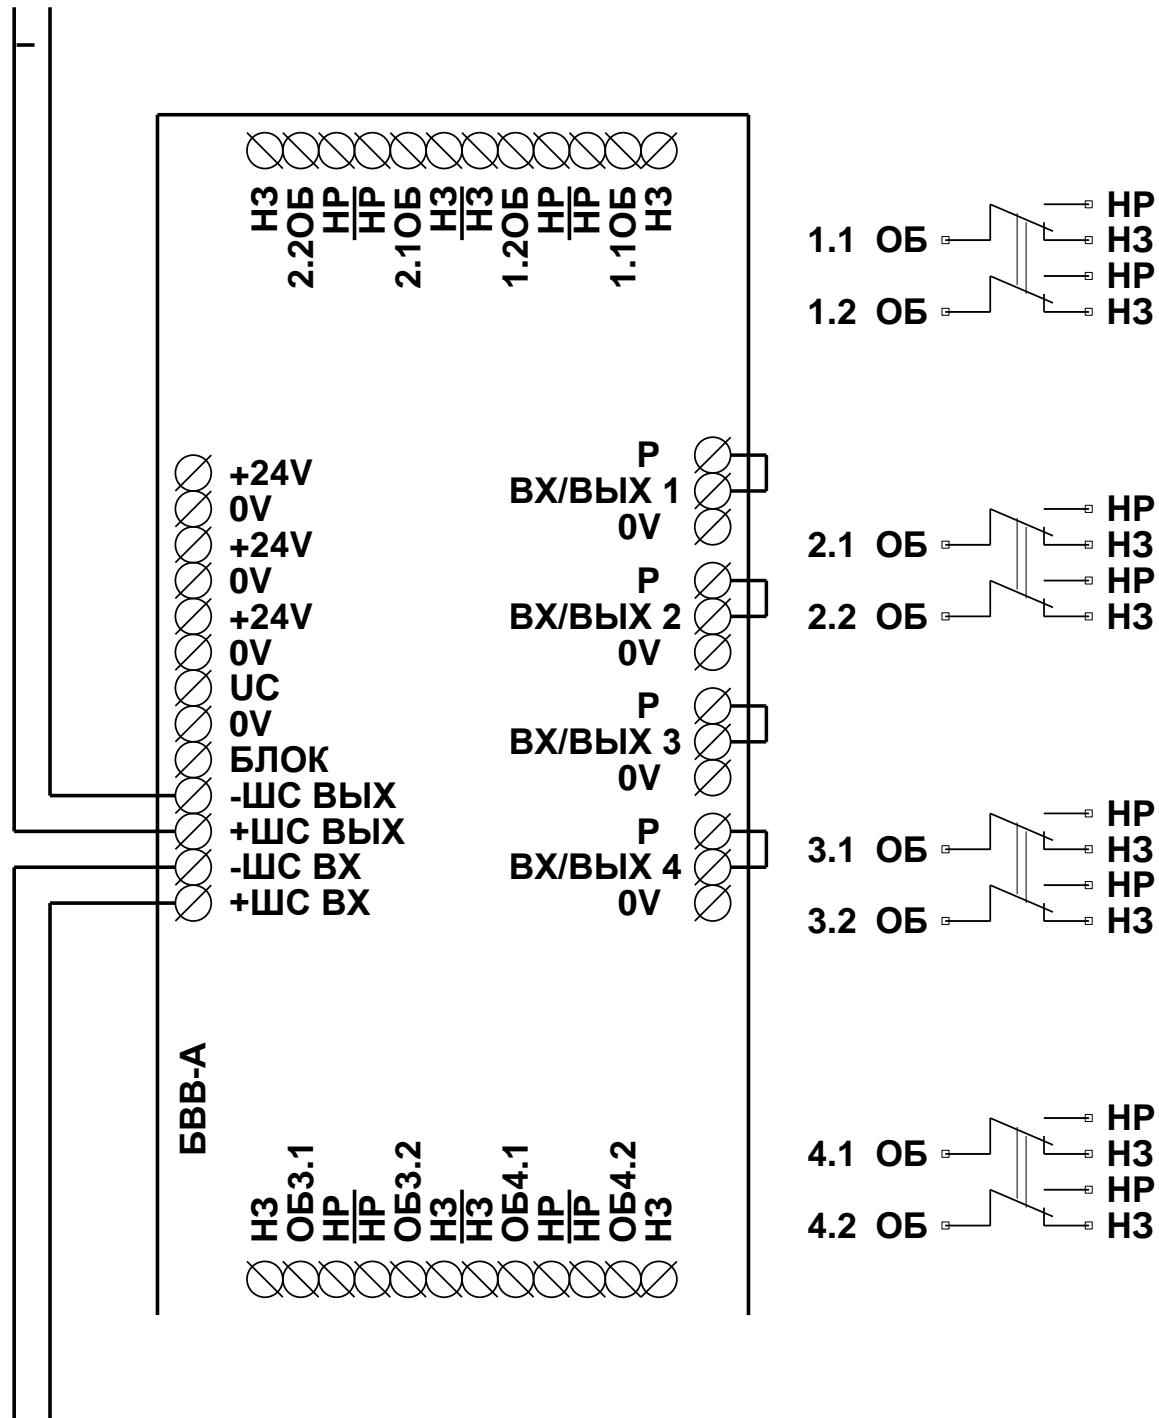 НЗ
2.2ОБ
НР
НР
2.1ОБ
НЗ
НЗ
1.2ОБ
НР
НР
1.1ОБ
НЗ
+24V
0V
+24V
0V
+24V
0V
UC
0V
БЛОК
-ШС ВЫХ
+ШС ВЫХ
-ШС ВХ
+ШС ВХ
Р
ВХ/ВЫХ 1
0V
Р
ВХ/ВЫХ 2
0V
Р
ВХ/ВЫХ 3
0V
Р
ВХ/ВЫХ 4
0V
БВВ-А
НЗ
ОБ3.1
НР
НР
ОБ3.2
НЗ
НЗ
ОБ4.1
НР
НР
ОБ4.2
НЗ
НР
1.1 ОБ НЗ
НР
1.2 ОБ НЗ
НР
2.1 ОБ НЗ
НР
2.2 ОБ НЗ
НР
3.1 ОБ НЗ
НР
3.2 ОБ НЗ
НР
4.1 ОБ НЗ
НР
4.2 ОБ НЗ